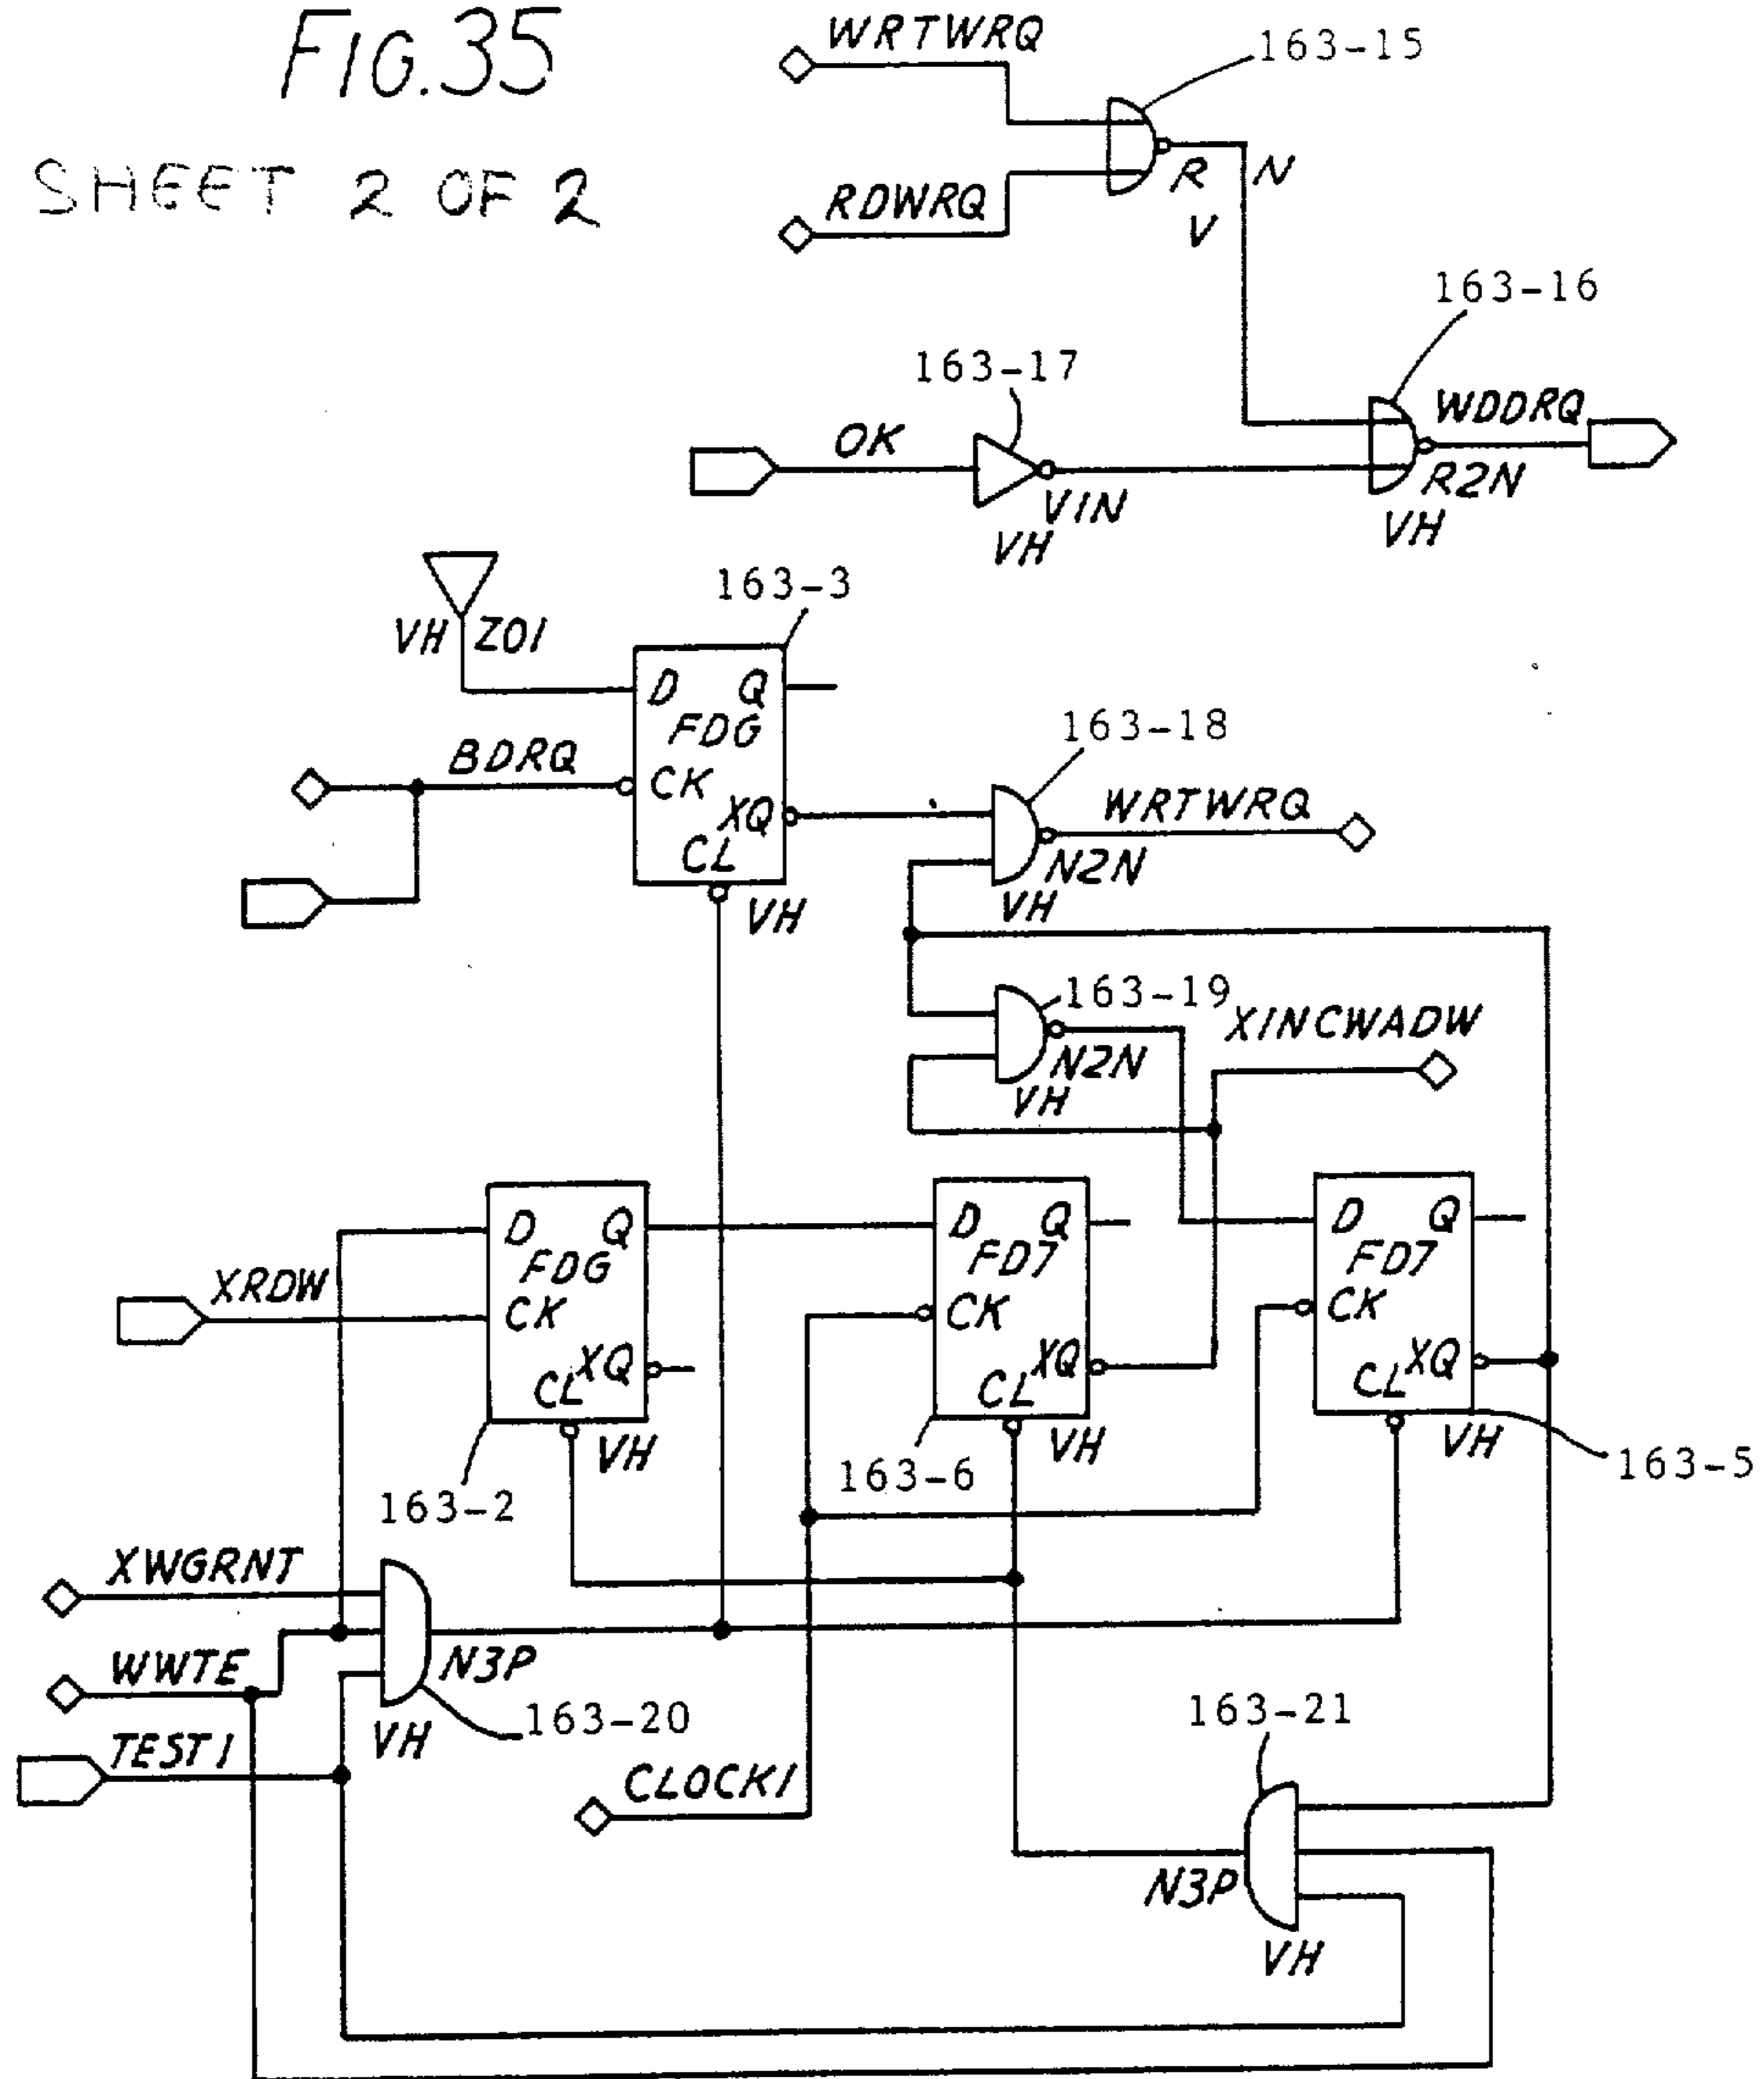 FIG.35
SHEET 2 OF 2
WRTWRQ
163-15
RDWRQ
R N
V
163-16
163-17
OK
WDDRQ
VIN
VH
R2N
VH
163-3
VH Z01
D Q
FDG
BDRQ
CK
XQ
CL
VH
163-18
WRTWRQ
N2N
VH
163-19
XINCWADW
N2N
VH
D Q
FDG
XRDW
CK
XQ
CL
VH
163-2
D Q
FD7
CK
XQ
CL
VH
163-6
D Q
FD7
CK
XQ
CL
VH
163-5
XWGRNT
WWTE
N3P
163-20
VH
TEST1
CLOCK1
163-21
N3P
VH